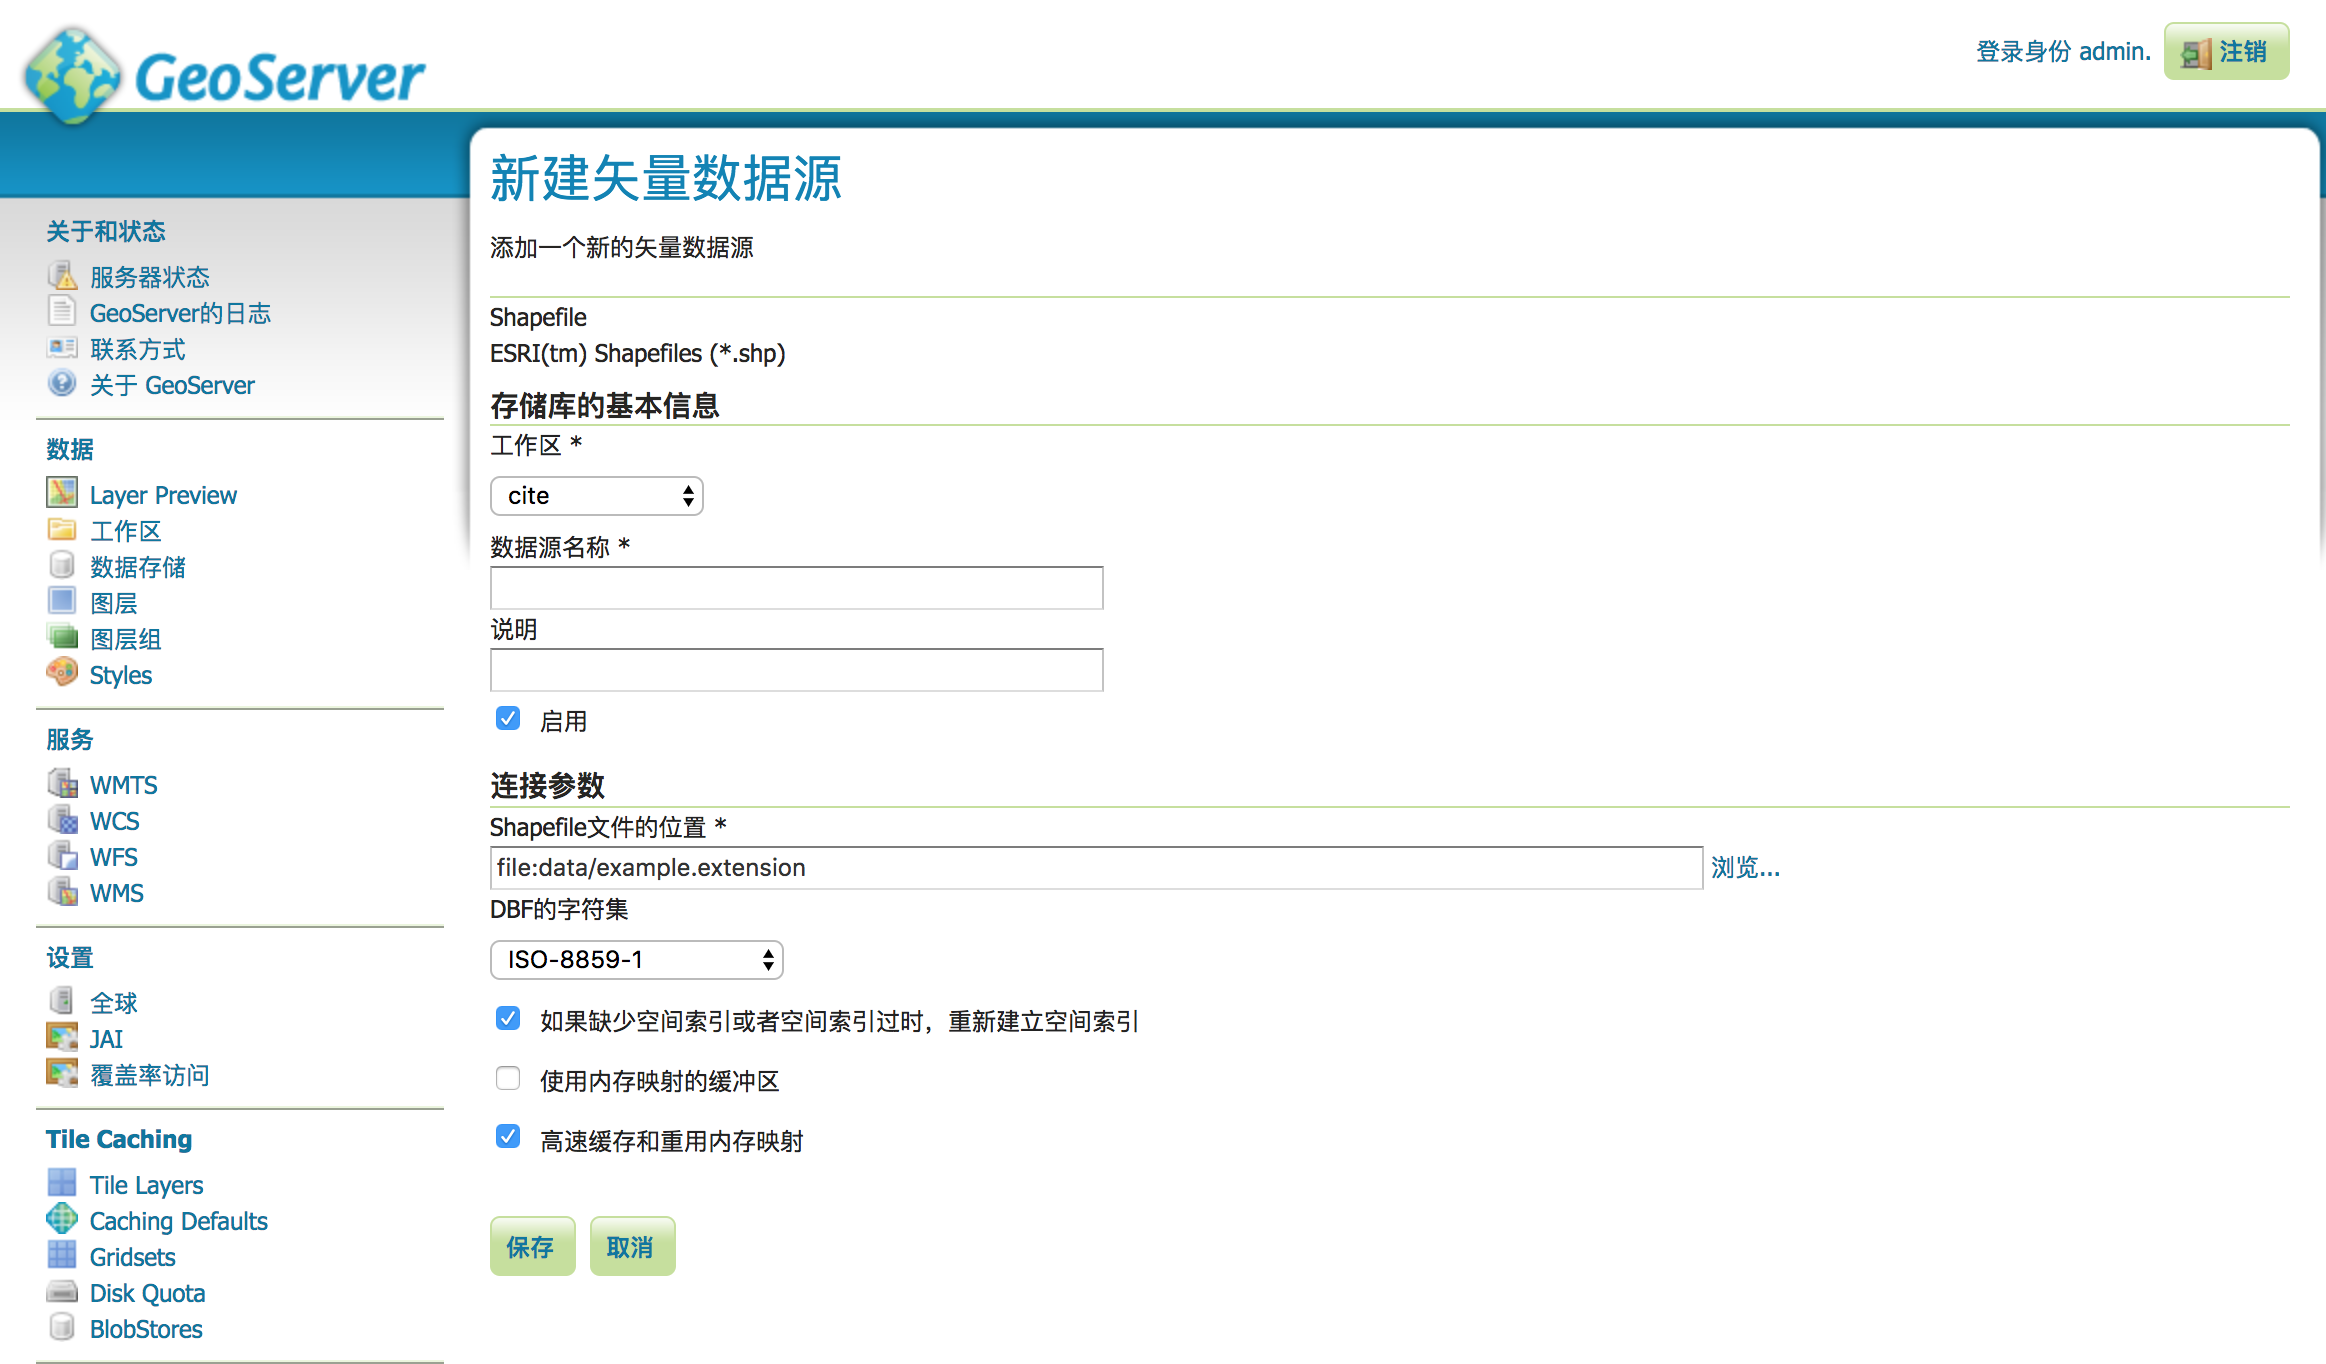 GeoServer
登录身份 admin.
注销
关于和状态
服务器状态
GeoServer的日志
联系方式
关于 GeoServer
数据
Layer Preview
工作区
数据存储
图层
图层组
Styles
服务
WMTS
WCS
WFS
WMS
设置
全球
JAI
覆盖率访问
Tile Caching
Tile Layers
Caching Defaults
Gridsets
Disk Quota
BlobStores
新建矢量数据源
添加一个新的矢量数据源
Shapefile
ESRI(tm) Shapefiles (*.shp)
存储库的基本信息
工作区 *
cite
数据源名称 *
说明
启用
连接参数
Shapefile文件的位置 *
file:data/example.extension
浏览...
DBF的字符集
ISO-8859-1
如果缺少空间索引或者空间索引过时，重新建立空间索引
使用内存映射的缓冲区
高速缓存和重用内存映射
保存
取消